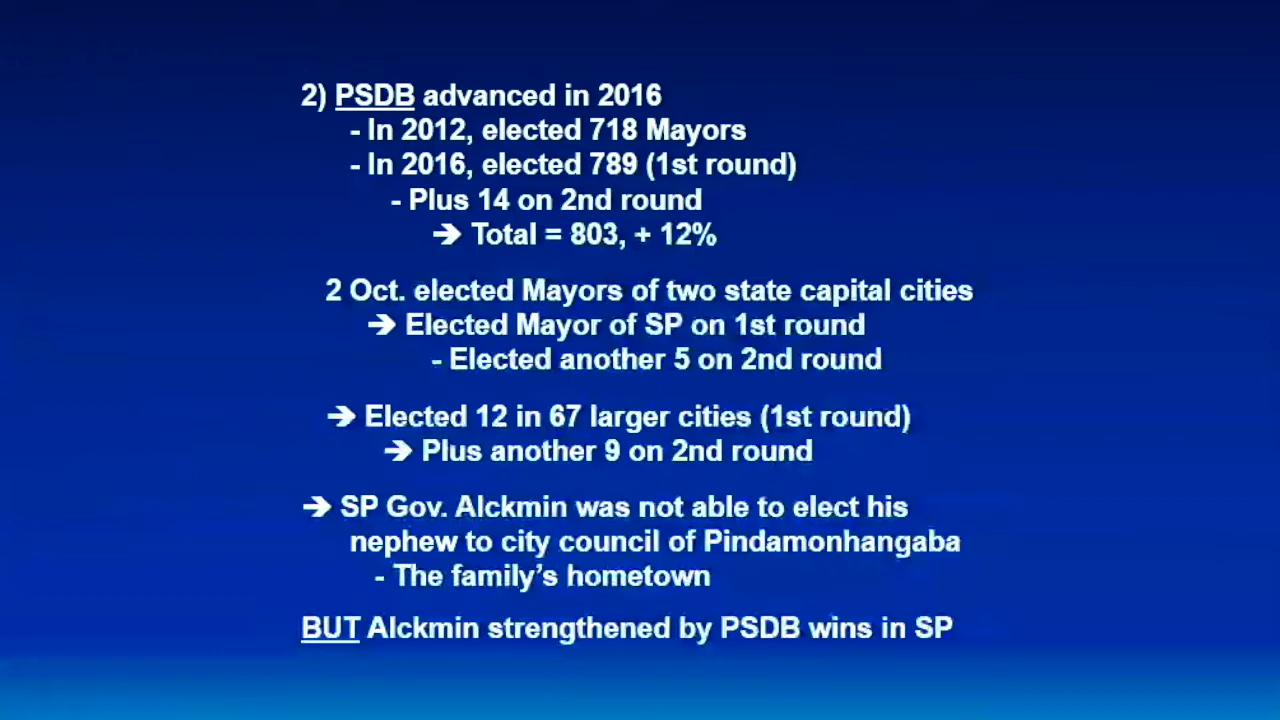 2) PSDB advanced in 2016
- In 2012, elected 718 Mayors
- In 2016, elected 789 (1st round)
- Plus 14 on 2nd round
➔ Total = 803, + 12%
2 Oct. elected Mayors of two state capital cities
➔ Elected Mayor of SP on 1st round
- Elected another 5 on 2nd round
➔ Elected 12 in 67 larger cities (1st round)
➔ Plus another 9 on 2nd round
➔ SP Gov. Alckmin was not able to elect his
nephew to city council of Pindamonhangaba
- The family’s hometown
BUT Alckmin strengthened by PSDB wins in SP